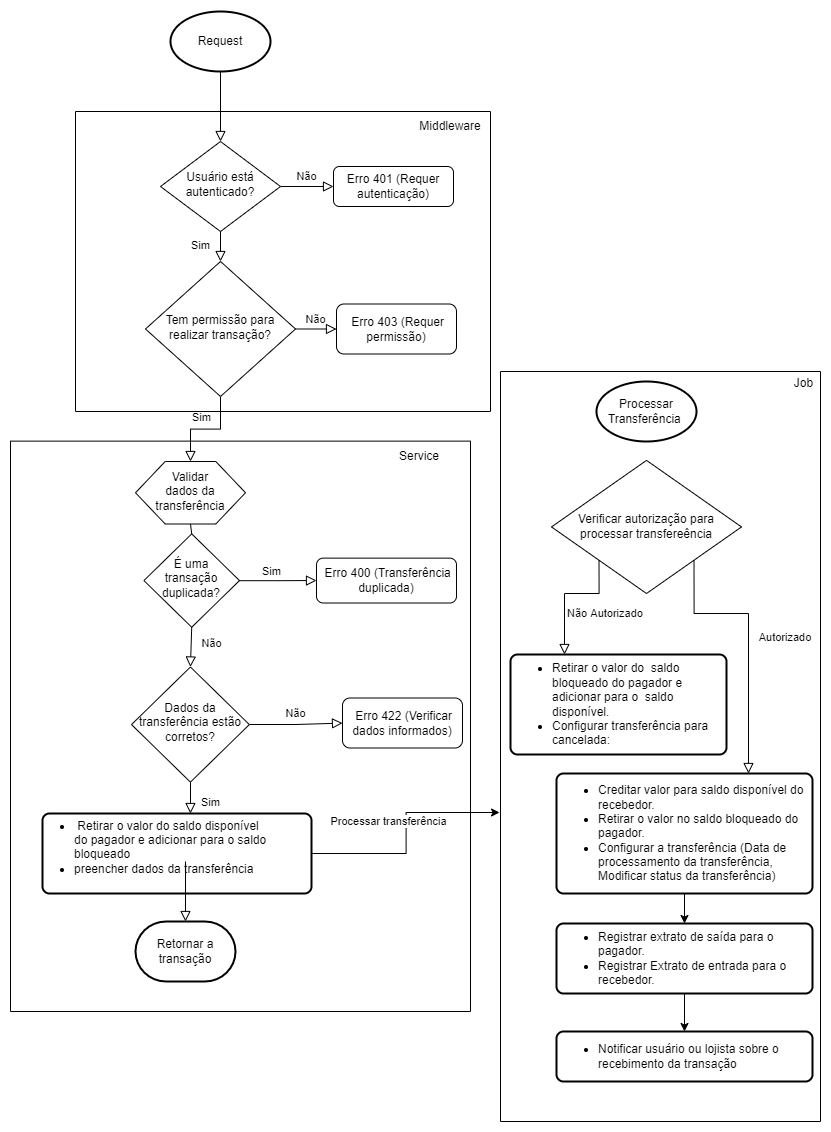 Request
Middleware
Usuário está
autenticado?
Não
Erro 401 (Requer
autenticação)
Sim
Tem permissão para
realizar transação?
Não
Erro 403 (Requer
permissão)
Sim
Service
Validar
dados da
transferência
É uma
transação
duplicada?
Sim
Erro 400 (Transferência
duplicada)
Não
Dados da
transferência estão
corretos?
Não
Erro 422 (Verificar
dados informados)
Sim
• Retirar o valor do saldo disponível
do pagador e adicionar para o saldo
bloqueado
• preencher dados da transferência
Retornar a
transação
Processar transferência
Job
Processar
Transferência
Verificar autorização para
processar transfereência
Não Autorizado
Autorizado
• Retirar o valor do saldo
bloqueado do pagador e
adicionar para o saldo
disponível.
• Configurar transferência para
cancelada:
• Creditar valor para saldo disponível do
recebedor.
• Retirar o valor no saldo bloqueado do
pagador.
• Configurar a transferência (Data de
processamento da transferência,
Modificar status da transferência)
• Registrar extrato de saída para o
pagador.
• Registrar Extrato de entrada para o
recebedor.
• Notificar usuário ou lojista sobre o
recebimento da transação